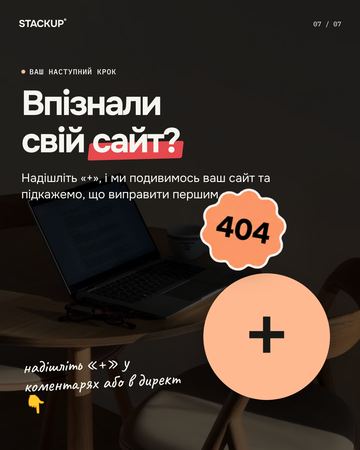 STACKUP®
07 / 07
ВАШ НАСТУПНИЙ КРОК
Впізнали
свій сайт?
Надішліть «+», і ми подивимось ваш сайт та
підкажемо, що виправити першим
404
+
надішліть «+» у
коментарях або в директ
👇